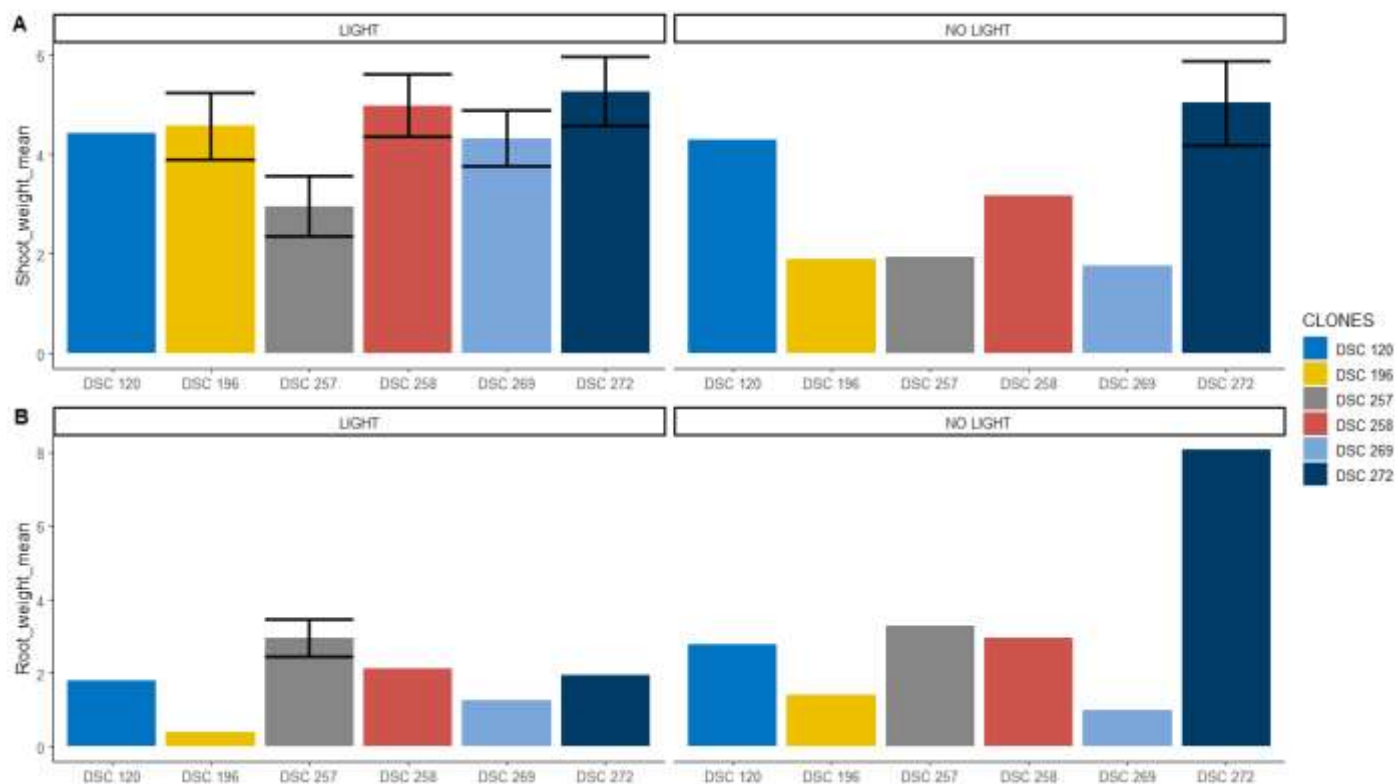 A
LIGHT
NO LIGHT
Shoot_weight_mean
6
4
2
0
DSC 120 DSC 196 DSC 257 DSC 258 DSC 269 DSC 272
DSC 120 DSC 196 DSC 257 DSC 258 DSC 269 DSC 272
B
LIGHT
NO LIGHT
Root_weight_mean
8
6
4
2
0
DSC 120 DSC 196 DSC 257 DSC 258 DSC 269 DSC 272
DSC 120 DSC 196 DSC 257 DSC 258 DSC 269 DSC 272
CLONES
DSC 120
DSC 196
DSC 257
DSC 258
DSC 269
DSC 272